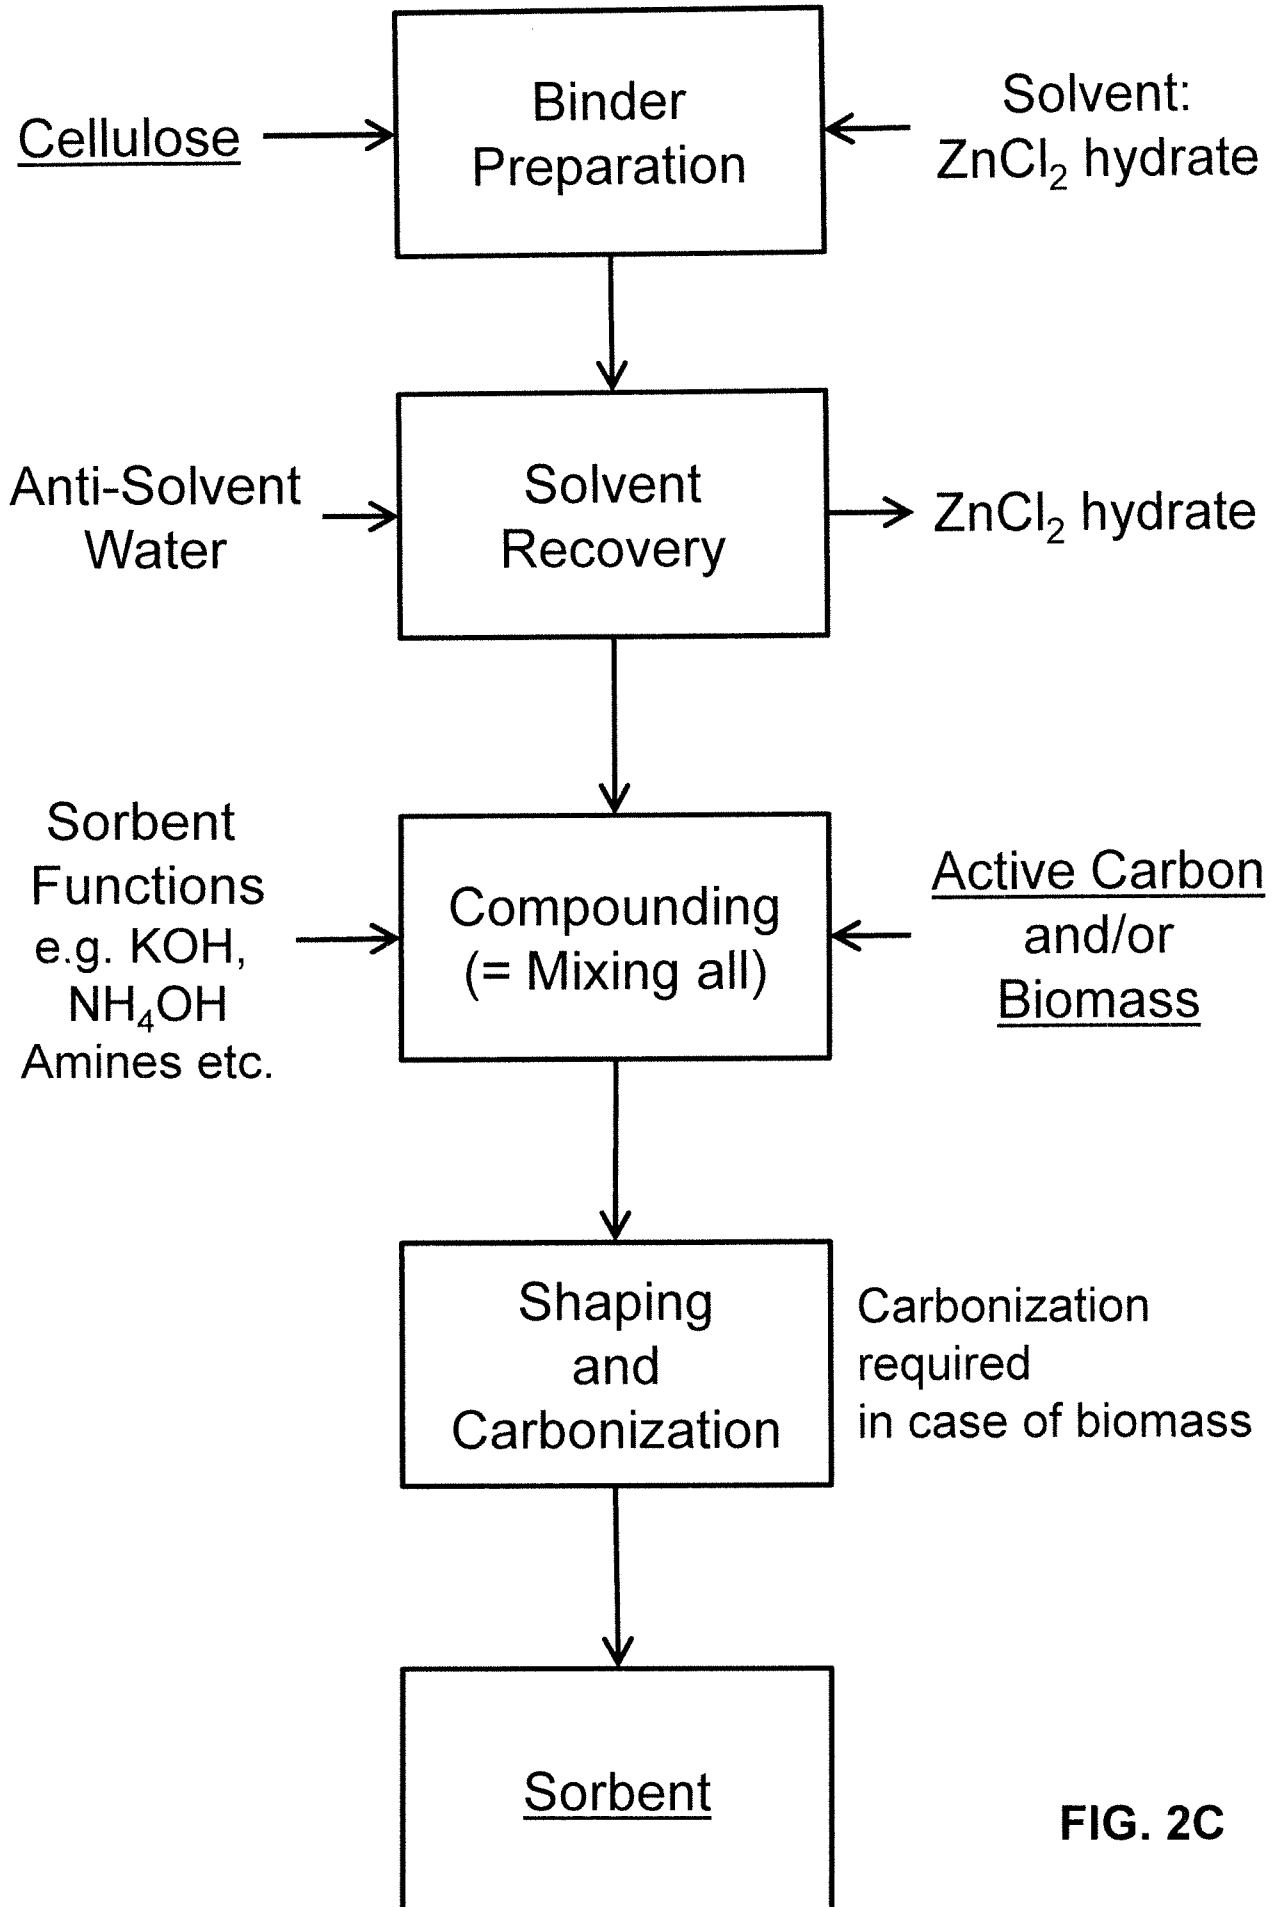 Cellulose
Binder
Preparation
Solvent:
ZnCl₂ hydrate
Anti-Solvent
Water
Solvent
Recovery
ZnCl₂ hydrate
Sorbent
Functions
e.g. KOH,
NH₄OH
Amines etc.
Compounding
(= Mixing all)
Active Carbon
and/or
Biomass
Shaping
and
Carbonization
Carbonization
required
in case of biomass
Sorbent
FIG. 2C